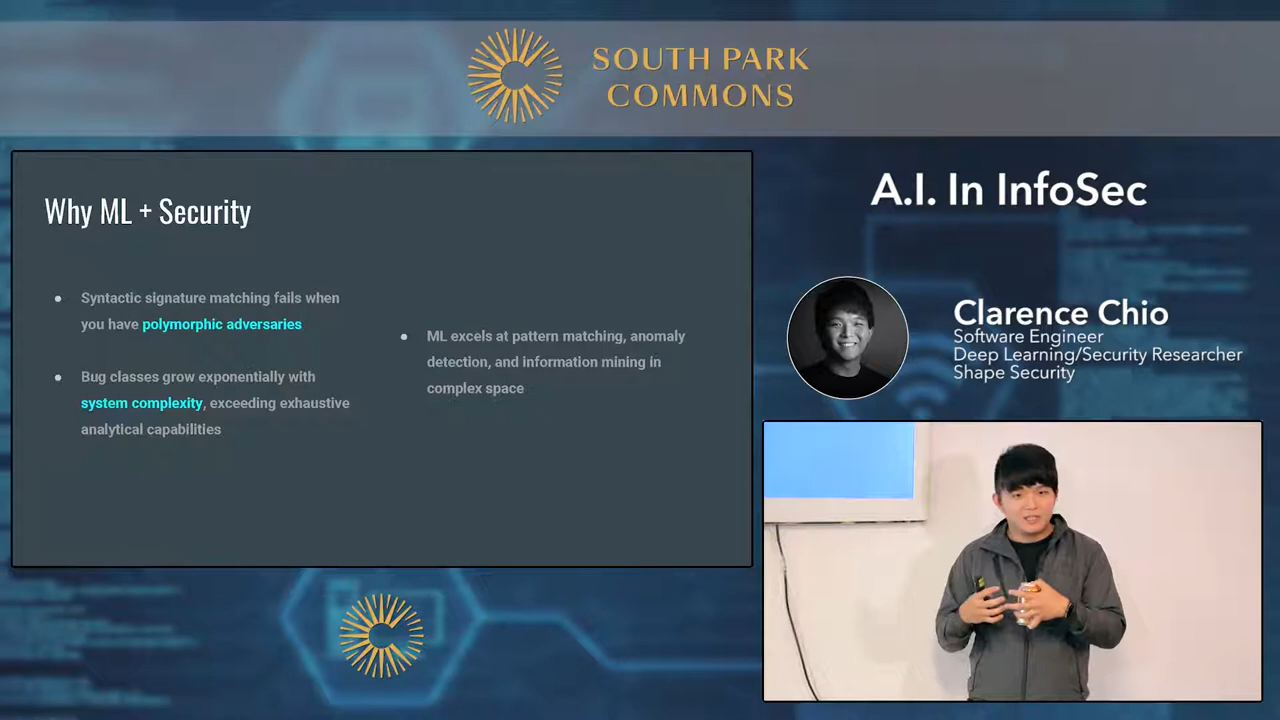 SOUTH PARK
COMMONS
Why ML + Security
Syntactic signature matching fails when
you have polymorphic adversaries
Bug classes grow exponentially with
system complexity, exceeding exhaustive
analytical capabilities
ML excels at pattern matching, anomaly
detection, and information mining in
complex space
A.I. In InfoSec
Clarence Chio
Software Engineer
Deep Learning/Security Researcher
Shape Security